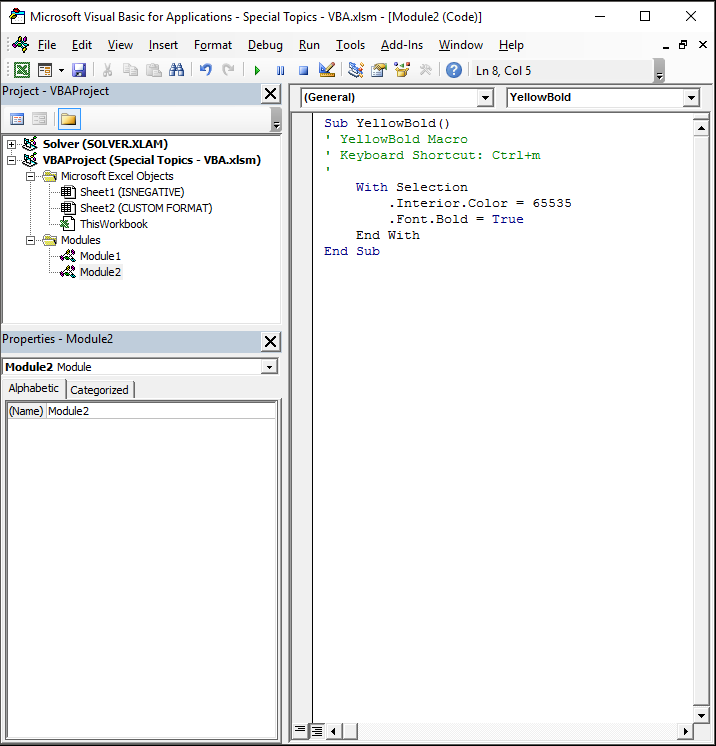 Microsoft Visual Basic for Applications - Special Topics - VBA.xlsm - [Module2 (Code)]
File Edit View Insert Format Debug Run Tools Add-Ins Window Help
Ln 8, Col 5
Project - VBAProject
Solver (SOLVER.XLAM)
VBAProject (Special Topics - VBA.xlsm)
Microsoft Excel Objects
Sheet1 (ISNEGATIVE)
Sheet2 (CUSTOM FORMAT)
ThisWorkbook
Modules
Module1
Module2
Properties - Module2
Module2 Module
Alphabetic Categorized
(Name) Module2
(General) YellowBold
Sub YellowBold()
' YellowBold Macro
' Keyboard Shortcut: Ctrl+m
'
    With Selection
        .Interior.Color = 65535
        .Font.Bold = True
    End With
End Sub